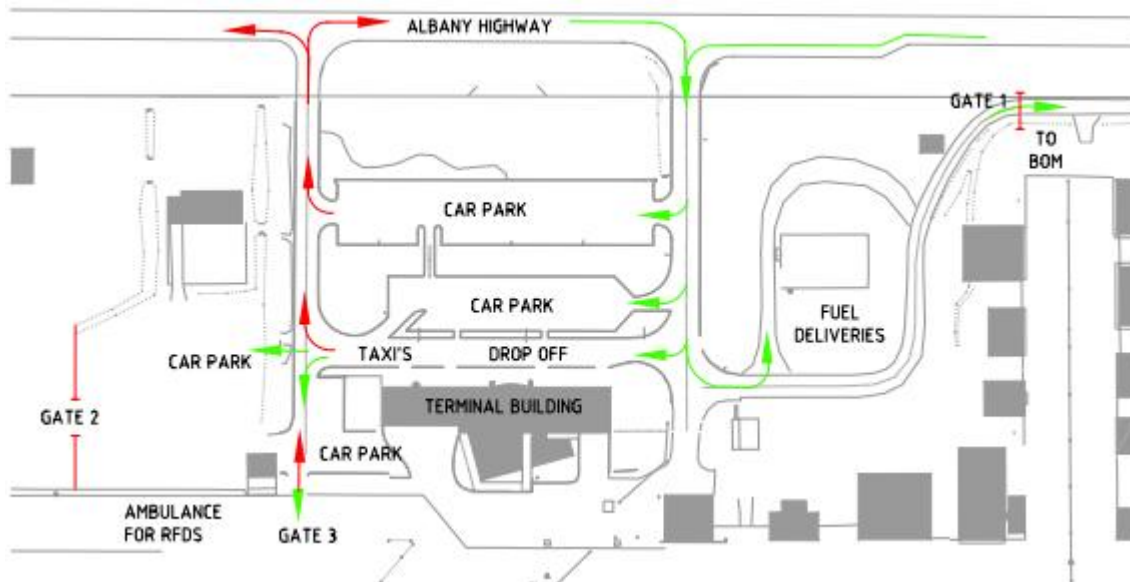 ALBANY HIGHWAY
GATE 1
TO
BOM
CAR PARK
CAR PARK
FUEL
DELIVERIES
CAR PARK
TAXI'S
DROP OFF
GATE 2
TERMINAL BUILDING
CAR PARK
AMBULANCE
FOR RFDS
GATE 3